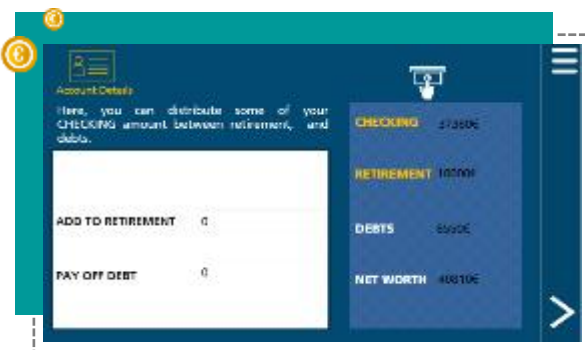 Account Details
Here, you can distribute some of your
CHECKING amount between retirement, and
debts.
ADD TO RETIREMENT 0
PAY OFF DEBT 0
CHECKING 37360€
RETIREMENT 10000€
DEBTS 6550€
NET WORTH 40810€